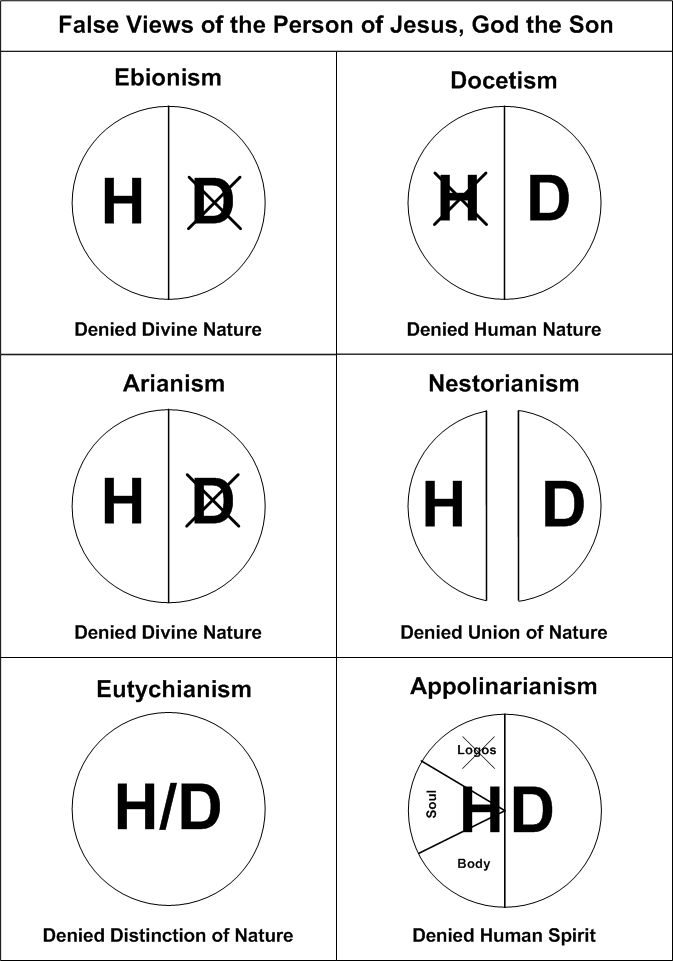 False Views of the Person of Jesus, God the Son
Ebionism
H D
Denied Divine Nature
Docetism
H D
Denied Human Nature
Arianism
H D
Denied Divine Nature
Nestorianism
H D
Denied Union of Nature
Eutychianism
H/D
Denied Distinction of Nature
Appolinarianism
Logos
Soul
H D
Body
Denied Human Spirit